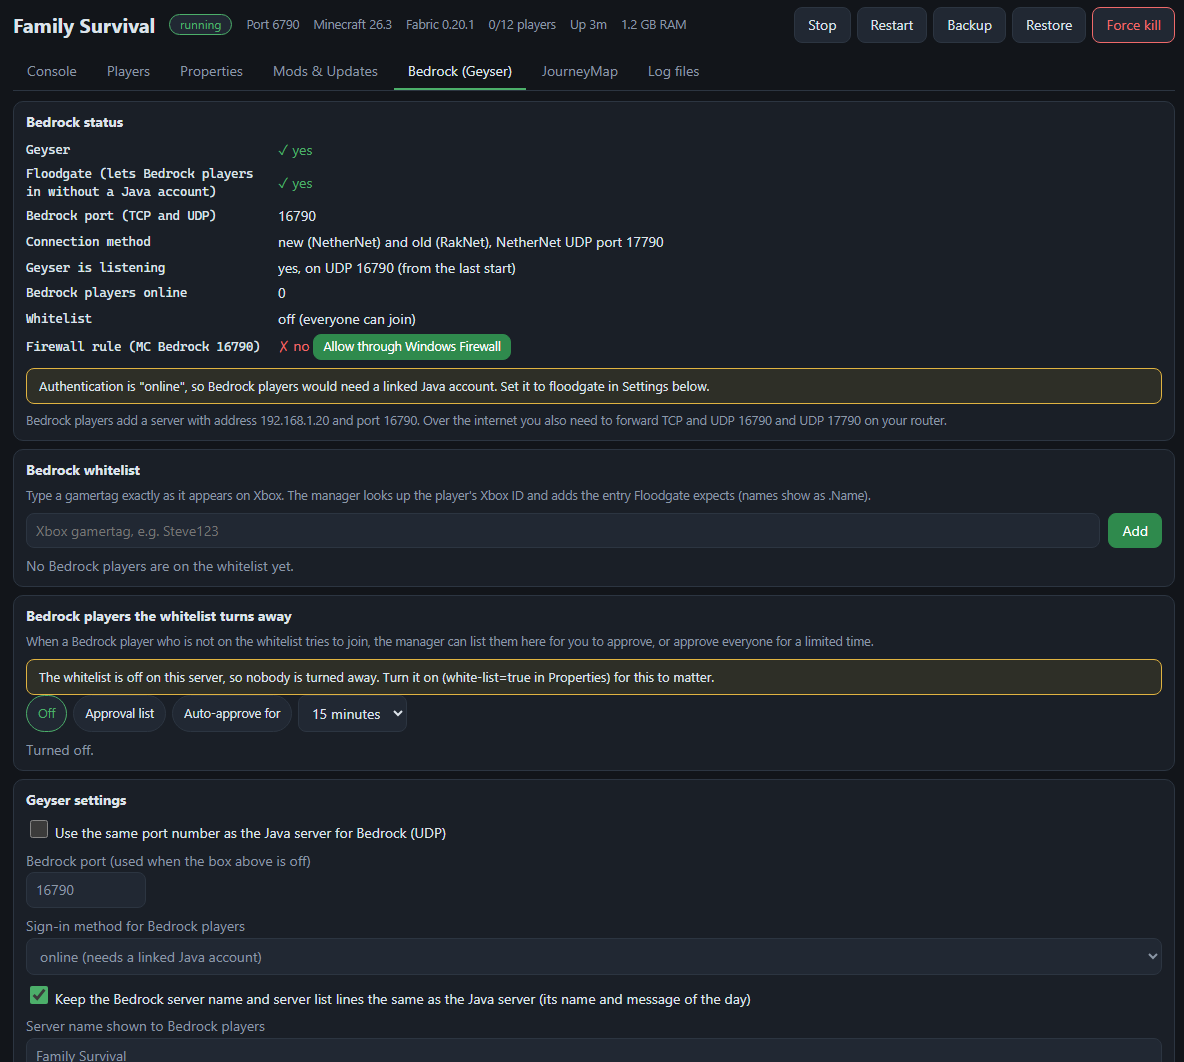 Family Survival
running
Port 6790
Minecraft 26.3
Fabric 0.20.1
0/12 players
Up 3m
1.2 GB RAM
Stop
Restart
Backup
Restore
Force kill
Console
Players
Properties
Mods & Updates
Bedrock (Geyser)
JourneyMap
Log files
Bedrock status
Geyser
✓ yes
Floodgate (lets Bedrock players
in without a Java account)
✓ yes
Bedrock port (TCP and UDP)
16790
Connection method
new (NetherNet) and old (RakNet), NetherNet UDP port 17790
Geyser is listening
yes, on UDP 16790 (from the last start)
Bedrock players online
0
Whitelist
off (everyone can join)
Firewall rule (MC Bedrock 16790)
✗ no
Allow through Windows Firewall
Authentication is "online", so Bedrock players would need a linked Java account. Set it to floodgate in Settings below.
Bedrock players add a server with address 192.168.1.20 and port 16790. Over the internet you also need to forward TCP and UDP 16790 and UDP 17790 on your router.
Bedrock whitelist
Type a gamertag exactly as it appears on Xbox. The manager looks up the player's Xbox ID and adds the entry Floodgate expects (names show as .Name).
Xbox gamertag, e.g. Steve123
Add
No Bedrock players are on the whitelist yet.
Bedrock players the whitelist turns away
When a Bedrock player who is not on the whitelist tries to join, the manager can list them here for you to approve, or approve everyone for a limited time.
The whitelist is off on this server, so nobody is turned away. Turn it on (white-list=true in Properties) for this to matter.
Off
Approval list
Auto-approve for
15 minutes
Turned off.
Geyser settings
Use the same port number as the Java server for Bedrock (UDP)
Bedrock port (used when the box above is off)
16790
Sign-in method for Bedrock players
online (needs a linked Java account)
Keep the Bedrock server name and server list lines the same as the Java server (its name and message of the day)
Server name shown to Bedrock players
Family Survival